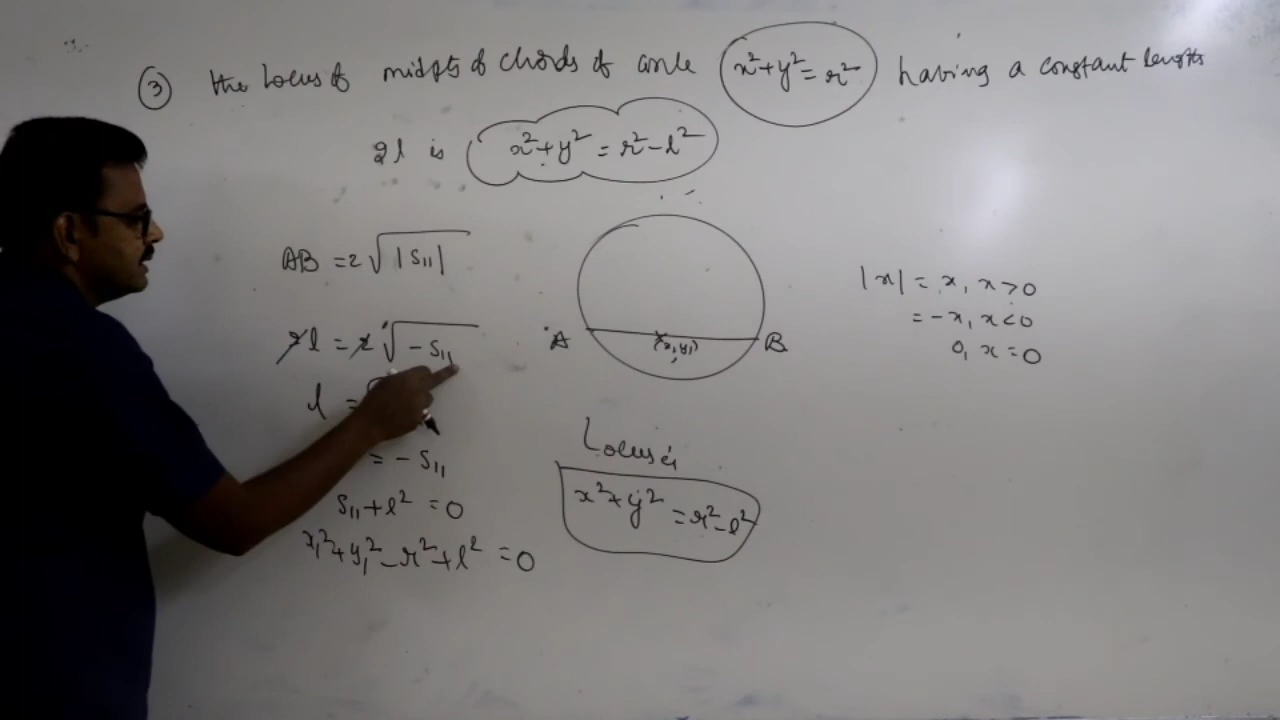 ③ the Locus of midpts of chords of circle x²+y²=r² having a constant length
2l is x²+y²=r²-l²
AB = 2√|S₁₁|
2l = 2√-S₁₁
l =
= -S₁₁
S₁₁+l² = 0
x₁²+y₁²-r²+l² = 0
A (x₁,y₁) B
Locus is
x²+y² = r²-l²
|x| = x, x>0
= -x, x<0
0, x=0